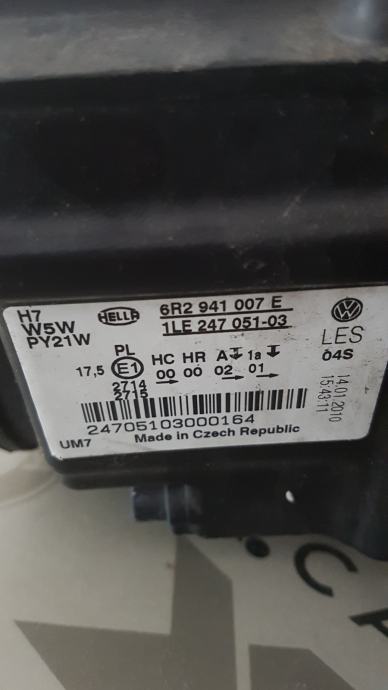 H7
W5W
PY21W
HELLA
6R2 941 007 E
1LE 247 051-03
LES
04S
PL
17,5 E1 HC HR A 1a
00 00 02 01
2714
2715
14.01.2010
15:43:11
24705103000164
UM7 Made in Czech Republic